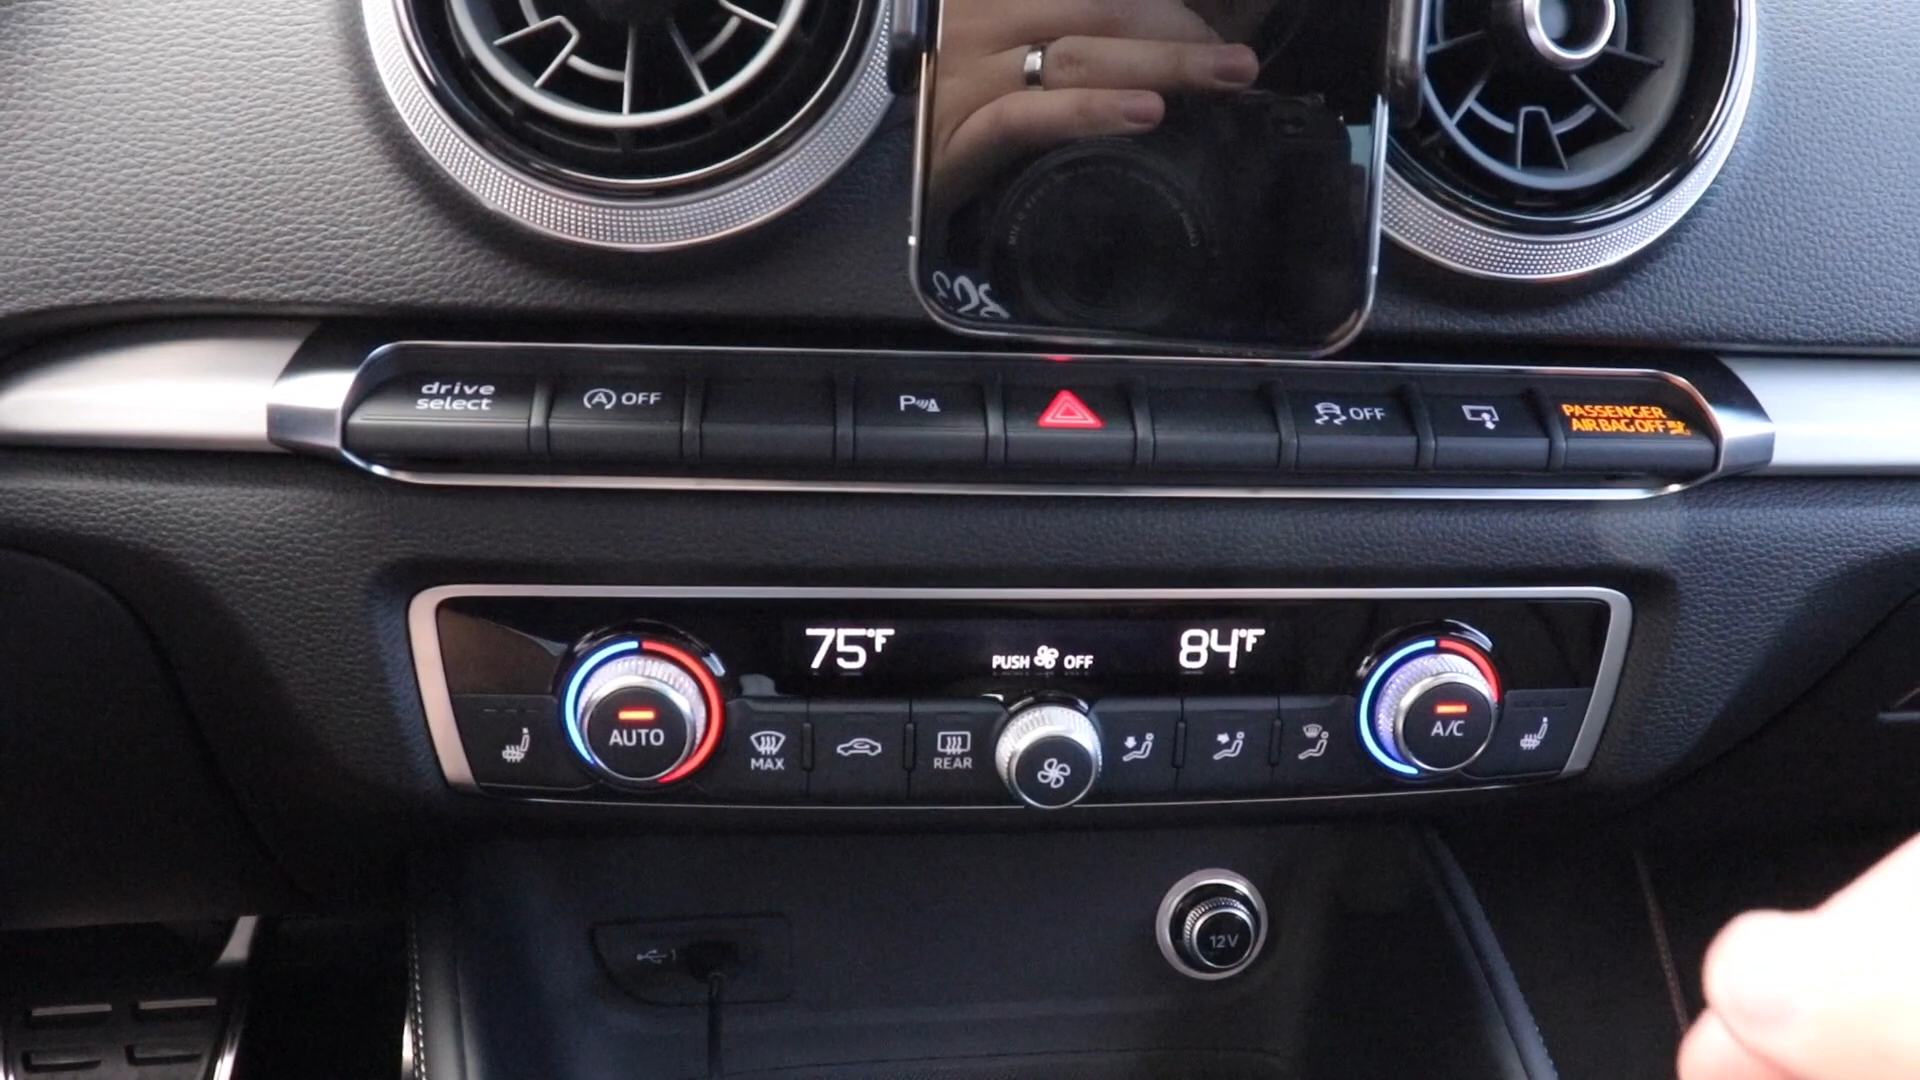 drive
select
A OFF
P
OFF
PASSENGER
AIR BAG OFF
75°F
PUSH OFF
84°F
AUTO
MAX
REAR
A/C
12V